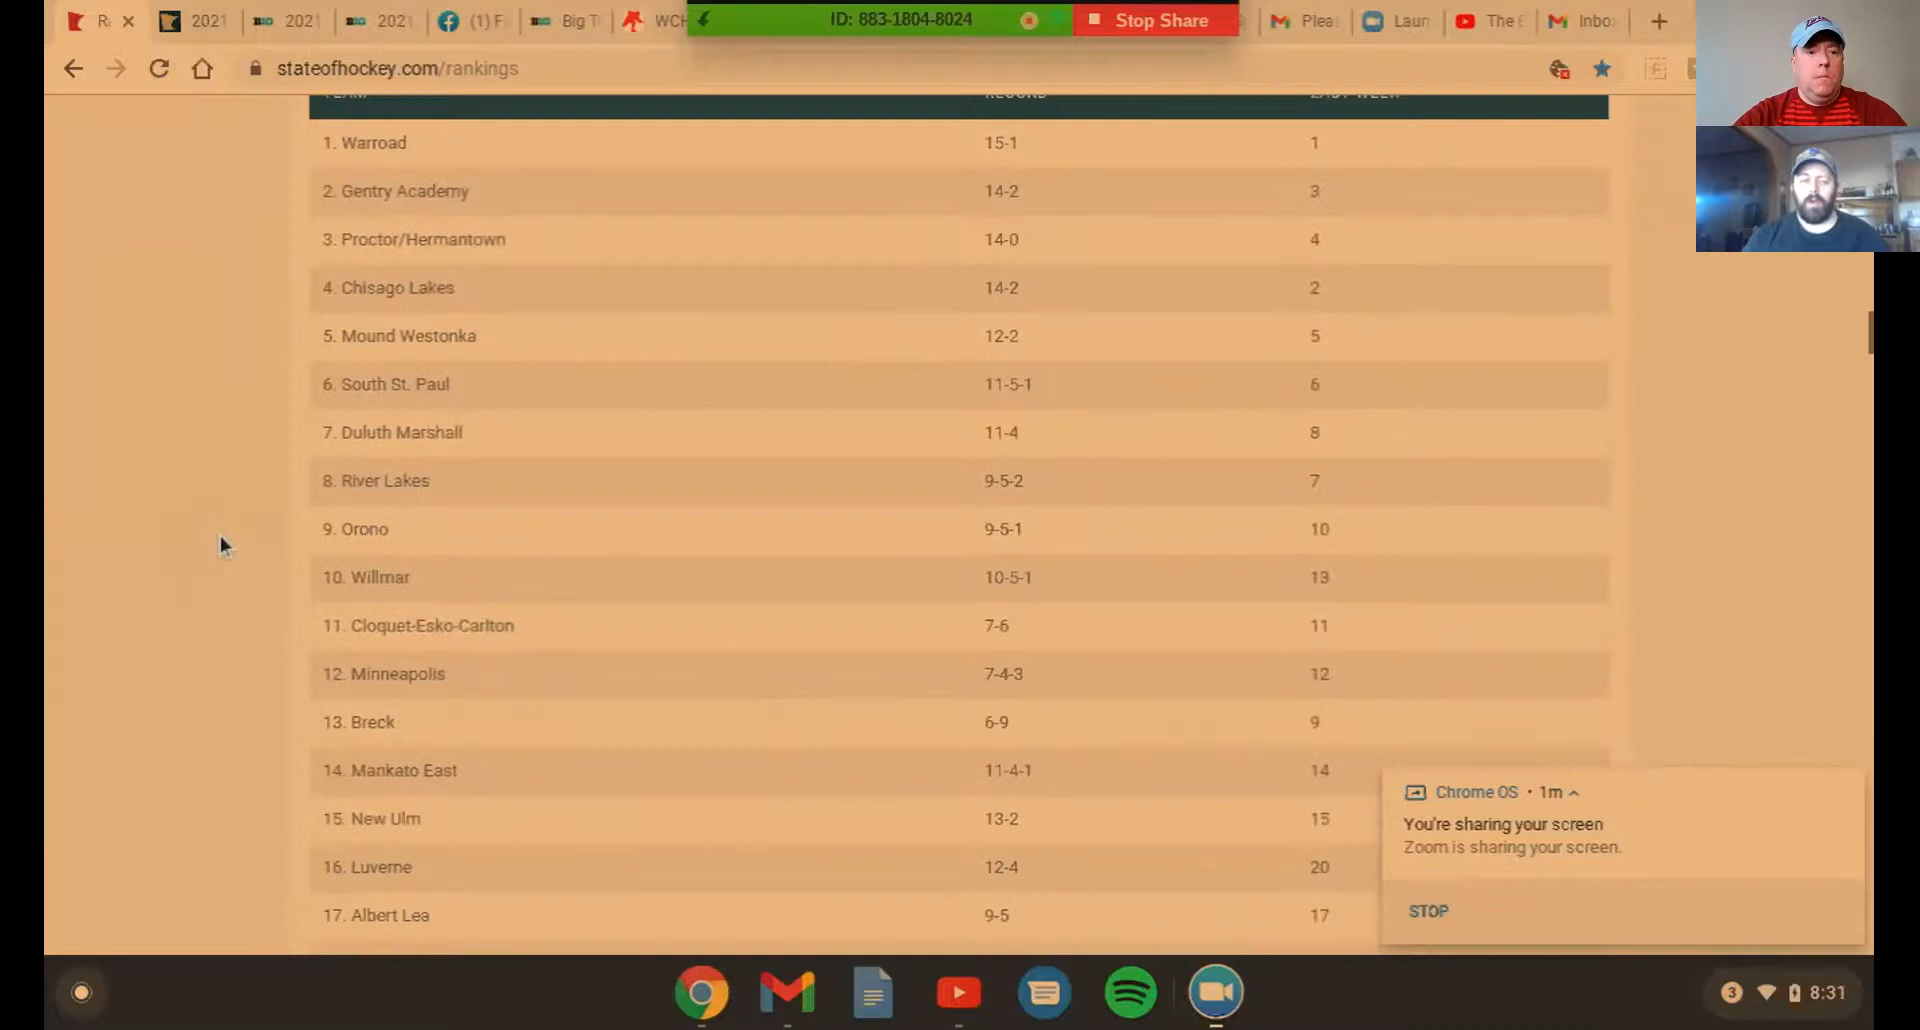 R
2021
2021
2021
(1) F
Big T
WCH
ID: 883-1804-8024
Stop Share
Plea
Laun
The E
Inbo
stateofhockey.com/rankings
TEAM RECORD LAST WEEK
1. Warroad 15-1 1
2. Gentry Academy 14-2 3
3. Proctor/Hermantown 14-0 4
4. Chisago Lakes 14-2 2
5. Mound Westonka 12-2 5
6. South St. Paul 11-5-1 6
7. Duluth Marshall 11-4 8
8. River Lakes 9-5-2 7
9. Orono 9-5-1 10
10. Willmar 10-5-1 13
11. Cloquet-Esko-Carlton 7-6 11
12. Minneapolis 7-4-3 12
13. Breck 6-9 9
14. Mankato East 11-4-1 14
15. New Ulm 13-2 15
16. Luverne 12-4 20
17. Albert Lea 9-5 17
Chrome OS • 1m
You're sharing your screen
Zoom is sharing your screen.
STOP
3 8:31